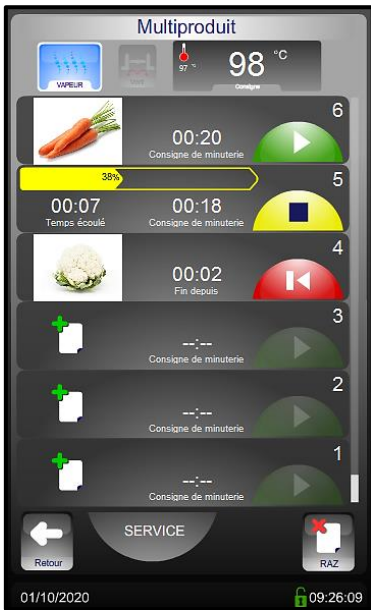 Multiproduit
VAPEUR
97 °c
98 °C
Consigne
6
00:20
Consigne de minuterie
38%
5
00:07
00:18
Temps écoulé
Consigne de minuterie
4
00:02
Fin depuis
3
--:--
Consigne de minuterie
2
--:--
Consigne de minuterie
1
--:--
Consigne de minuterie
SERVICE
Retour
RAZ
01/10/2020
09:26:09